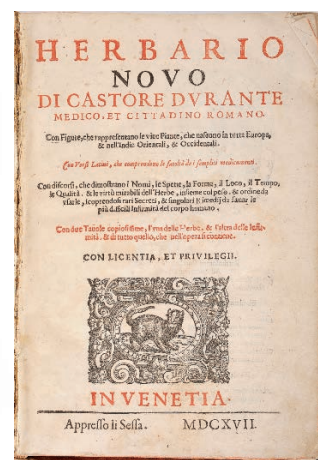 HERBARIO
NOVO
DI CASTORE DVRANTE
MEDICO, ET CITTADINO ROMANO.
Con Figure, che rappresentano le viue Piante, che nascono in tutta Europa,
& nell'Indie Orientali, & Occidentali.
Con Versi Latini, che comprendono le facoltà de i semplici medicamenti.
Con discorsi, che dimostrano i Nomi, le Spetie, la Forma, il Loco, il Tempo,
le Qualità, & le virtù mirabili dell'Herbe, insieme col peso, & ordine da
vsarle, scoprendosi rari Secreti, & singolari Rimedij da sanar le
più difficili Infirmità del corpo humano.
Con due Tauole copiosissime, l'vna delle Herbe, & l'altra delle Infir-
mità, & di tutto quello, che nell'opera si contiene.
CON LICENTIA, ET PRIVILEGII.
IN VENETIA.
Appresso li Sessa. MDCXVII.